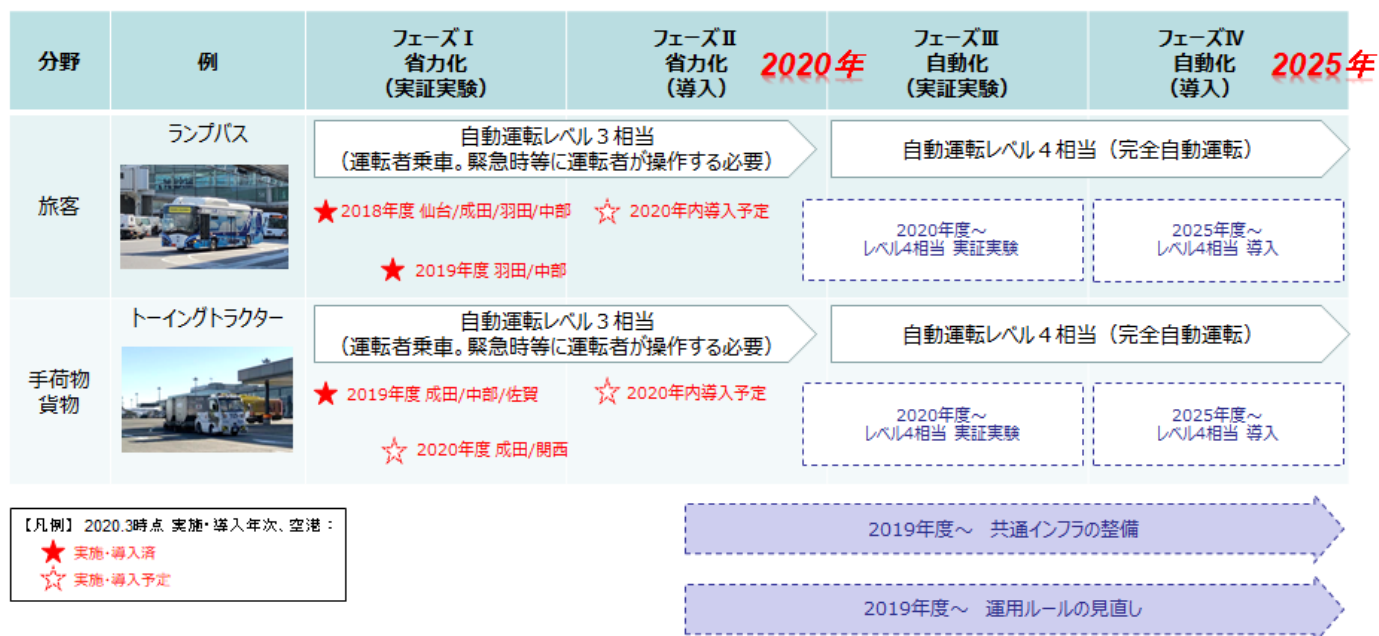 分野
例
フェーズⅠ
省力化
（実証実験）
フェーズⅡ
省力化
（導入）
2020年
フェーズⅢ
自動化
（実証実験）
フェーズⅣ
自動化
（導入）
2025年
旅客
ランプバス
自動運転レベル３相当
（運転者乗車。緊急時等に運転者が操作する必要）
自動運転レベル４相当（完全自動運転）
★2018年度 仙台/成田/羽田/中部
☆ 2020年内導入予定
★ 2019年度 羽田/中部
2020年度～
レベル4相当 実証実験
2025年度～
レベル4相当 導入
手荷物
貨物
トーイングトラクター
自動運転レベル３相当
（運転者乗車。緊急時等に運転者が操作する必要）
自動運転レベル４相当（完全自動運転）
★ 2019年度 成田/中部/佐賀
☆ 2020年内導入予定
☆ 2020年度 成田/関西
2020年度～
レベル4相当 実証実験
2025年度～
レベル4相当 導入
【凡例】 2020.3時点 実施・導入年次、空港：
★ 実施・導入済
☆ 実施・導入予定
2019年度～　共通インフラの整備
2019年度～　運用ルールの見直し